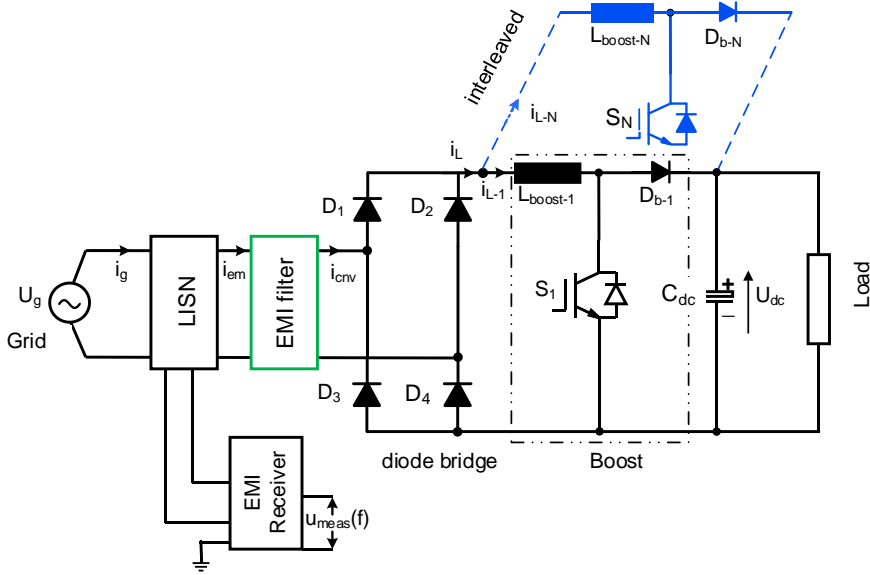 L_boost-N
D_b-N
interleaved
i_L-N
S_N
i_L
i_L-1
L_boost-1
D_b-1
D_1
D_2
i_g
i_em
i_cnv
U_g
LISN
EMI filter
S_1
C_dc
+
−
U_dc
Load
Grid
D_3
D_4
diode bridge
Boost
EMI
Receiver
u_meas(f)